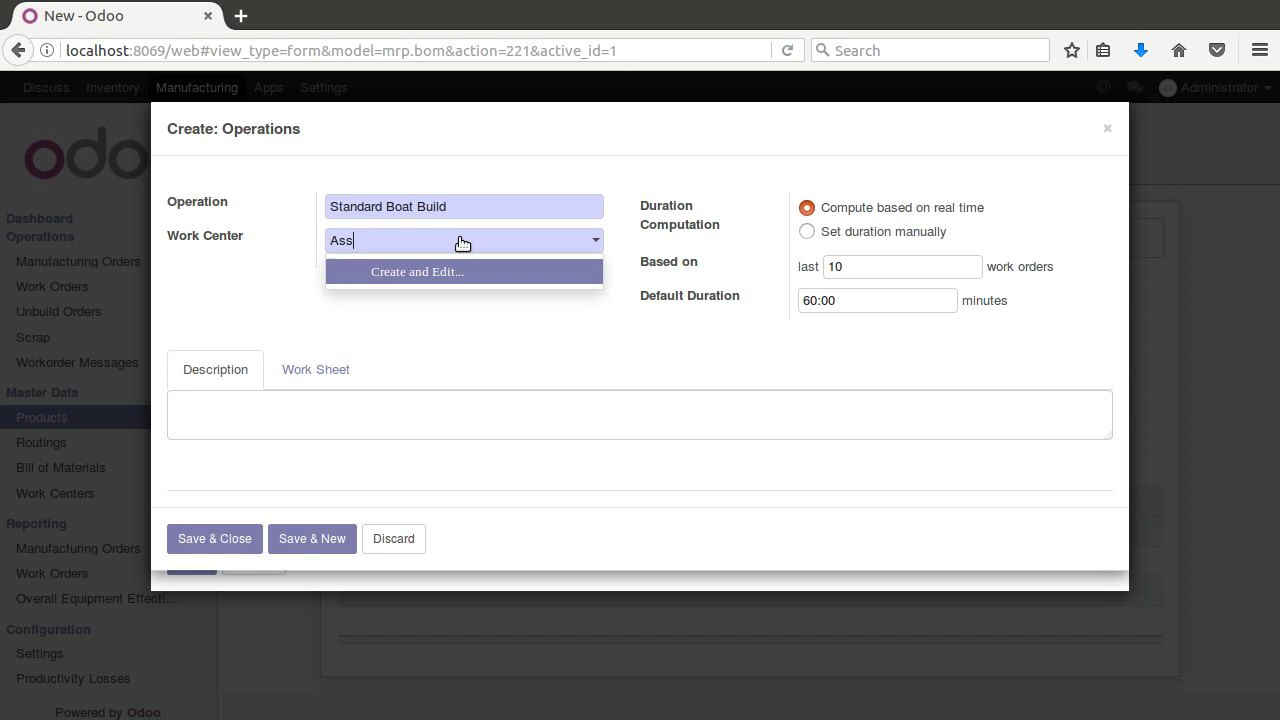 New - Odoo
localhost:8069/web#view_type=form&model=mrp.bom&action=221&active_id=1
Search
Discuss Inventory Manufacturing Apps Settings
@ Administrator
odo
Dashboard
Operations
Manufacturing Orders
Work Orders
Unbuild Orders
Scrap
Workorder Messages
Master Data
Products
Routings
Bill of Materials
Work Centers
Reporting
Manufacturing Orders
Work Orders
Overall Equipment Effecti...
Configuration
Settings
Productivity Losses
Powered by Odoo
Create: Operations
×
Operation
Standard Boat Build
Work Center
Ass
Create and Edit...
Duration
Computation
Compute based on real time
Set duration manually
Based on
last 10 work orders
Default Duration
60:00 minutes
Description Work Sheet
Save & Close Save & New Discard